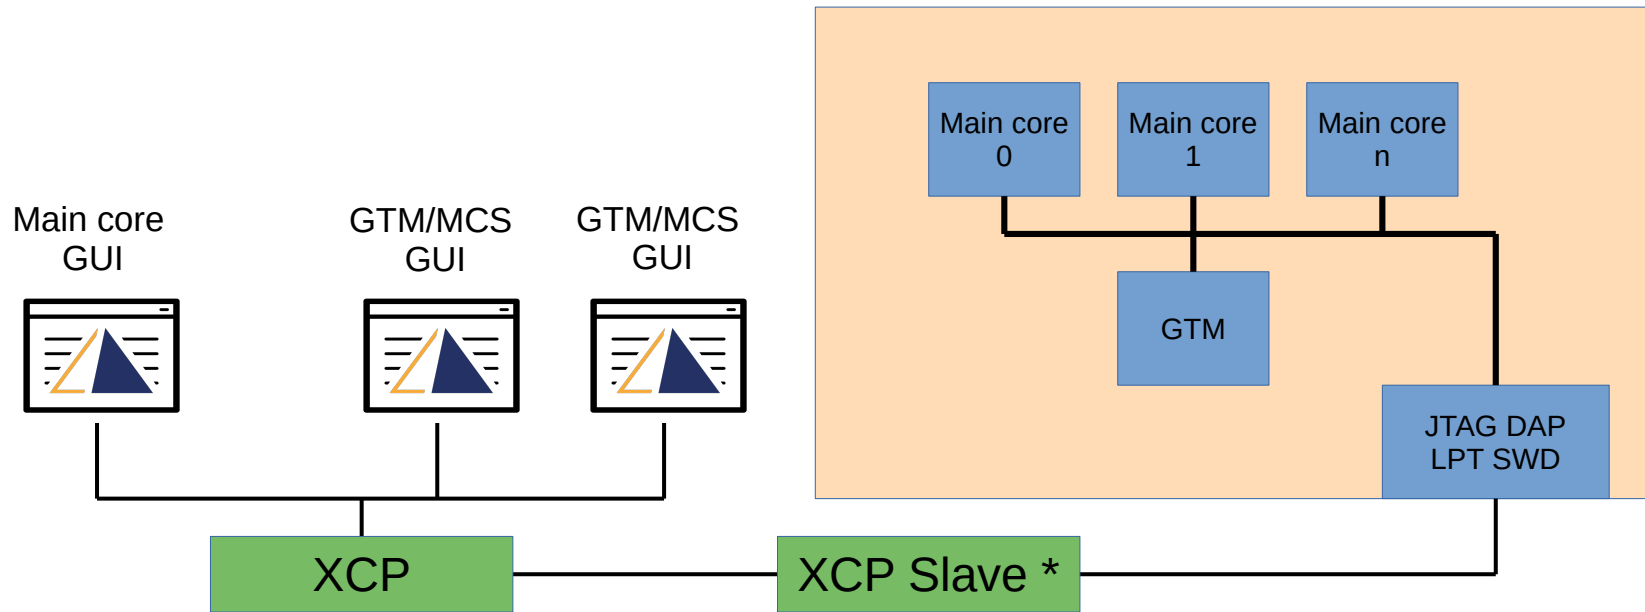 Main core
0
Main core
1
Main core
n
Main core
GUI
GTM/MCS
GUI
GTM/MCS
GUI
GTM
JTAG DAP
LPT SWD
XCP
XCP Slave *